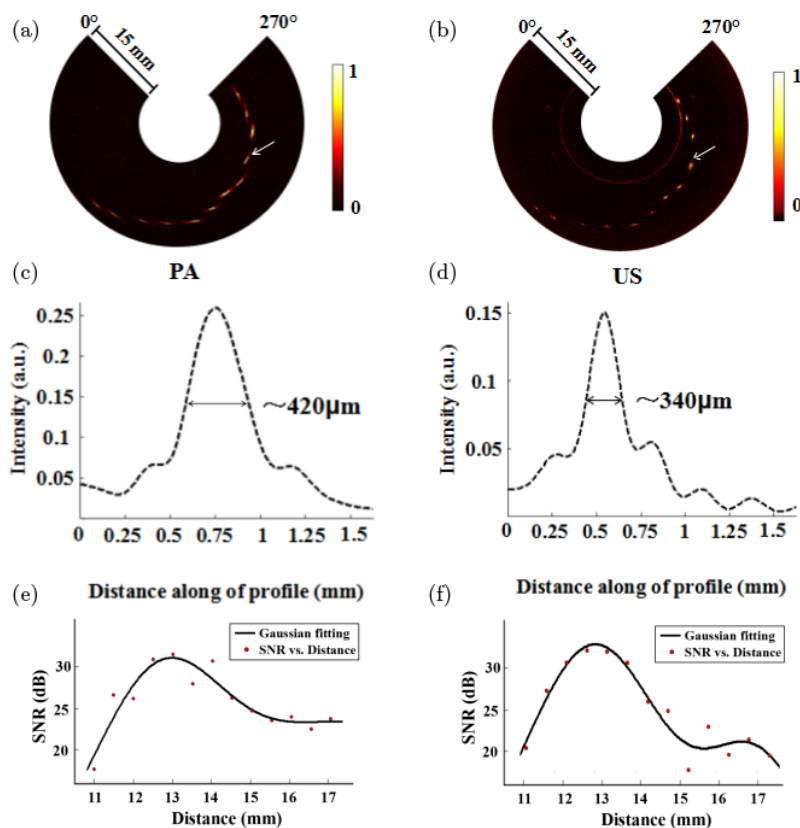 (a)
0°
15 mm
270°
1
0
(b)
0°
15 mm
270°
1
0
(c)
PA
Intensity (a.u.)
0.25
0.2
0.15
0.1
0.05
~420μm
0 0.25 0.5 0.75 1 1.25 1.5
Distance along of profile (mm)
(d)
US
Intensity (a.u.)
0.15
0.1
0.05
~340μm
0 0.25 0.5 0.75 1 1.25 1.5
Distance along of profile (mm)
(e)
Gaussian fitting
SNR vs. Distance
SNR (dB)
30
25
20
11 12 13 14 15 16 17
Distance (mm)
(f)
Gaussian fitting
SNR vs. Distance
SNR (dB)
30
25
20
11 12 13 14 15 16 17
Distance (mm)